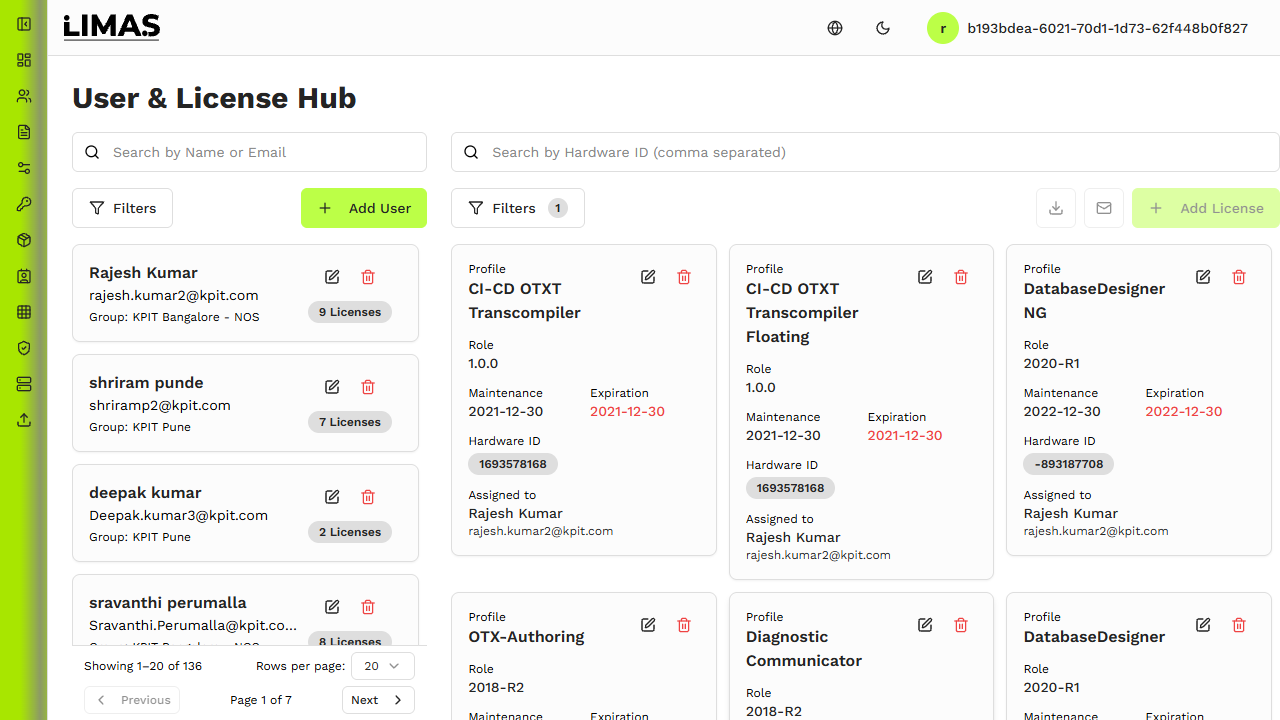 LIMAS
r
b193bdea-6021-70d1-1d73-62f448b0f827
User & License Hub
Search by Name or Email
Search by Hardware ID (comma separated)
Filters
Add User
Filters
1
Add License
Rajesh Kumar
rajesh.kumar2@kpit.com
Group: KPIT Bangalore - NOS
9 Licenses
shriram punde
shriramp2@kpit.com
Group: KPIT Pune
7 Licenses
deepak kumar
Deepak.kumar3@kpit.com
Group: KPIT Pune
2 Licenses
sravanthi perumalla
Sravanthi.Perumalla@kpit.co...
8 Licenses
Showing 1–20 of 136
Rows per page:
20
Previous
Page 1 of 7
Next
Profile
CI-CD OTXT
Transcompiler
Role
1.0.0
Maintenance
Expiration
2021-12-30
2021-12-30
Hardware ID
1693578168
Assigned to
Rajesh Kumar
rajesh.kumar2@kpit.com
Profile
CI-CD OTXT
Transcompiler
Floating
Role
1.0.0
Maintenance
Expiration
2021-12-30
2021-12-30
Hardware ID
1693578168
Assigned to
Rajesh Kumar
rajesh.kumar2@kpit.com
Profile
DatabaseDesigner
NG
Role
2020-R1
Maintenance
Expiration
2022-12-30
2022-12-30
Hardware ID
-893187708
Assigned to
Rajesh Kumar
rajesh.kumar2@kpit.com
Profile
OTX-Authoring
Role
2018-R2
Maintenance
Expiration
Profile
Diagnostic
Communicator
Role
2018-R2
Profile
DatabaseDesigner
Role
2020-R1
Maintenance
Expiration